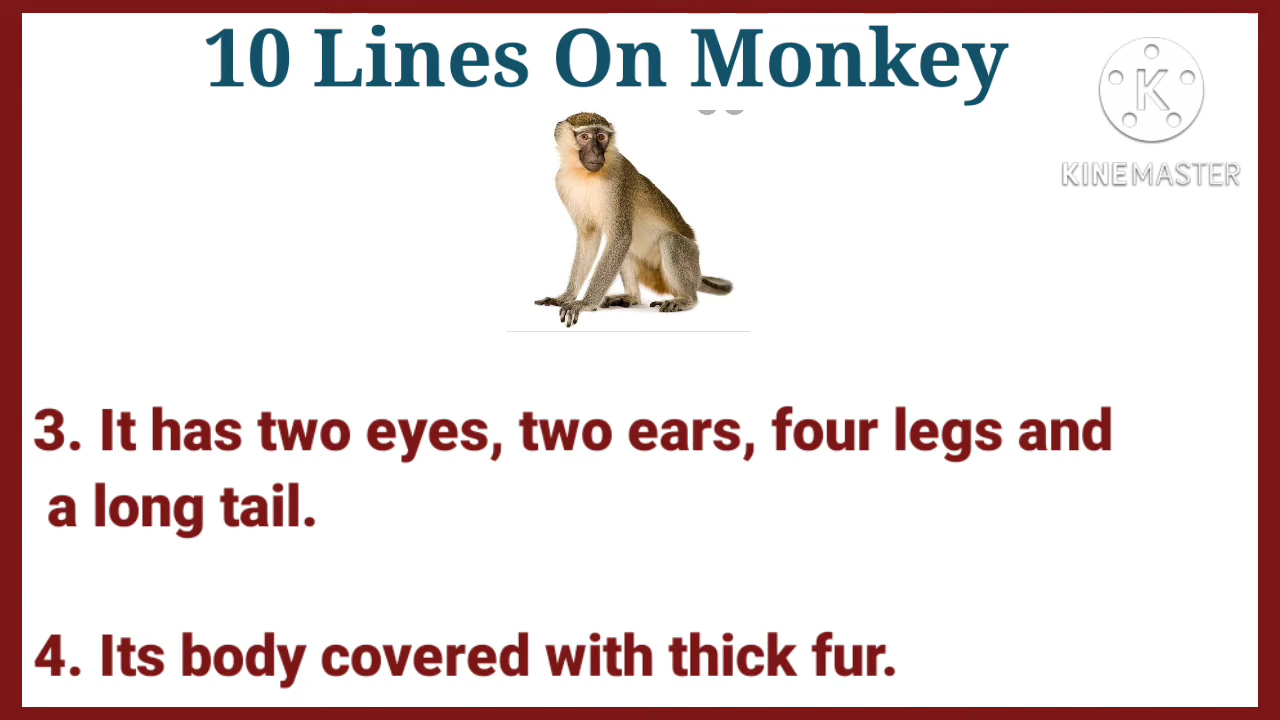 10 Lines On Monkey
K
KINEMASTER
3. It has two eyes, two ears, four legs and
a long tail.
4. Its body covered with thick fur.